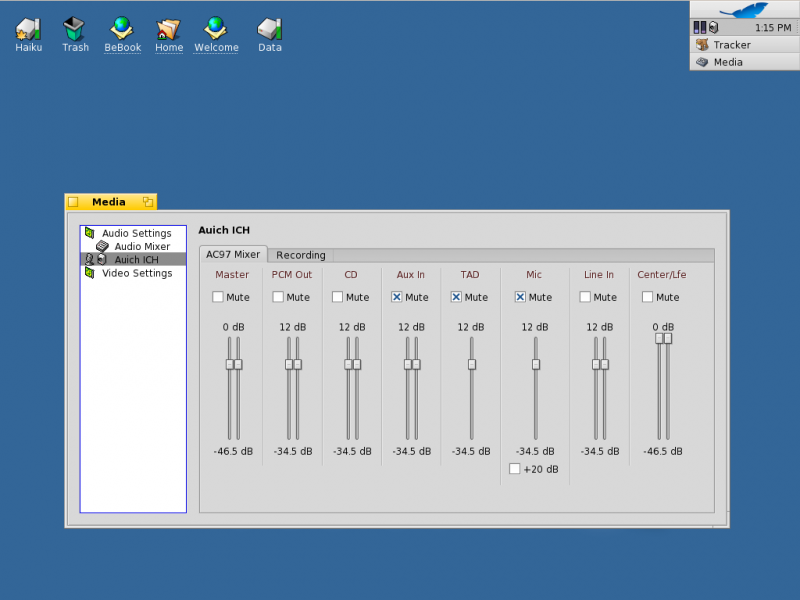 Haiku Trash BeBook Home Welcome Data
1:15 PM
Tracker
Media
Media
Audio Settings
Audio Mixer
Auich ICH
Video Settings
Auich ICH
AC97 Mixer Recording
Master PCM Out CD Aux In TAD Mic Line In Center/Lfe
Mute Mute Mute Mute Mute Mute Mute Mute
0 dB 12 dB 12 dB 12 dB 12 dB 12 dB 12 dB 0 dB
-46.5 dB -34.5 dB -34.5 dB -34.5 dB -34.5 dB -34.5 dB -34.5 dB -46.5 dB
+20 dB